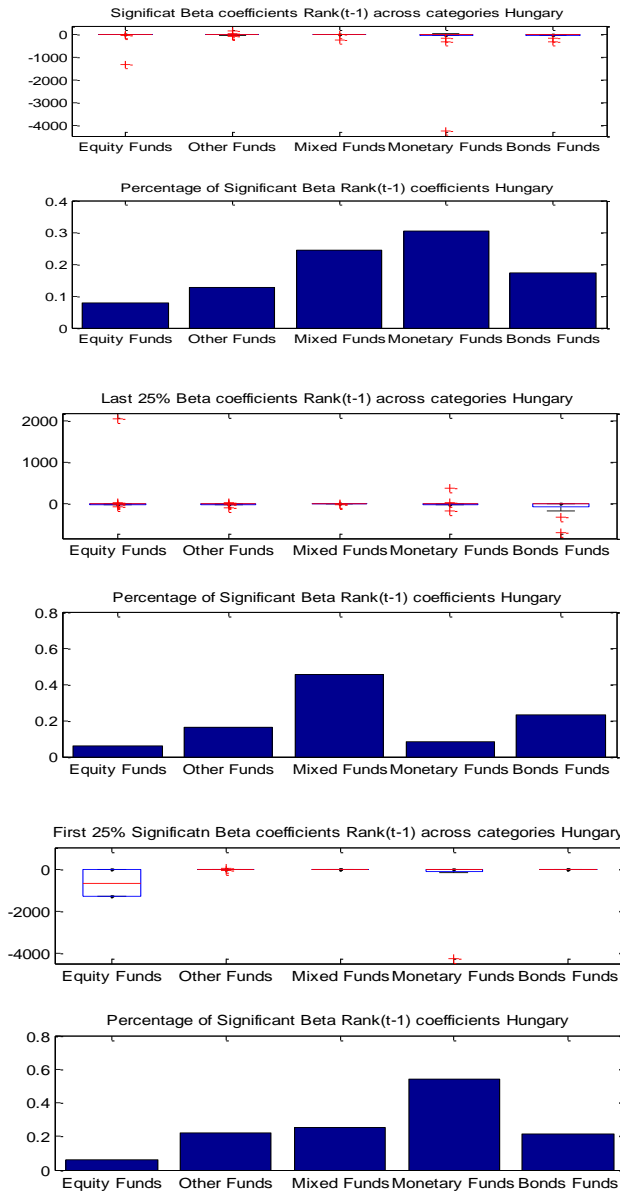 Significat Beta coefficients Rank(t-1) across categories Hungary
0
-1000
-2000
-3000
-4000
Equity Funds Other Funds Mixed Funds Monetary Funds Bonds Funds
Percentage of Significant Beta Rank(t-1) coefficients Hungary
0.4
0.3
0.2
0.1
0
Equity Funds Other Funds Mixed Funds Monetary Funds Bonds Funds
Last 25% Beta coefficients Rank(t-1) across categories Hungary
2000
1000
0
Equity Funds Other Funds Mixed Funds Monetary Funds Bonds Funds
Percentage of Significant Beta Rank(t-1) coefficients Hungary
0.8
0.6
0.4
0.2
0
Equity Funds Other Funds Mixed Funds Monetary Funds Bonds Funds
First 25% Significatn Beta coefficients Rank(t-1) across categories Hungary
0
-2000
-4000
Equity Funds Other Funds Mixed Funds Monetary Funds Bonds Funds
Percentage of Significant Beta Rank(t-1) coefficients Hungary
0.8
0.6
0.4
0.2
0
Equity Funds Other Funds Mixed Funds Monetary Funds Bonds Funds